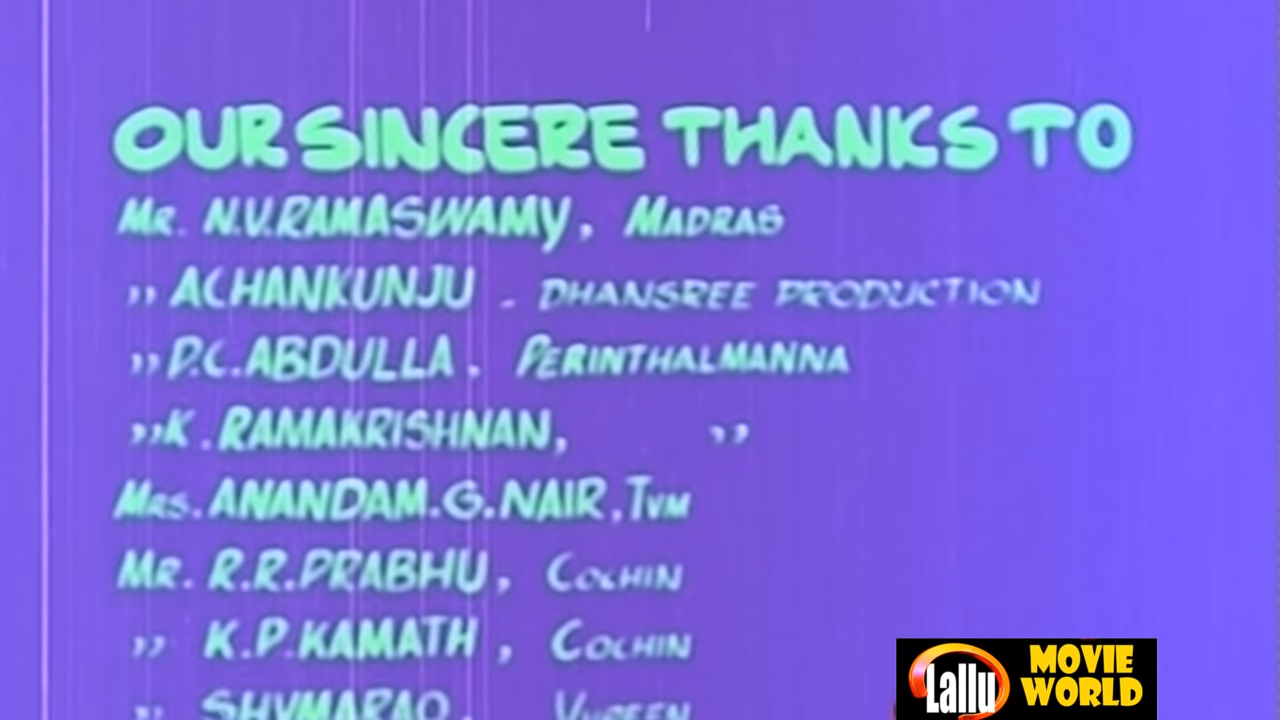 OUR SINCERE THANKS TO
MR. N.V.RAMASWAMY, MADRAS
,, ACHANKUNJU - DHANSREE PRODUCTION
,, P.C.ABDULLA. PERINTHALMANNA
,, K.RAMAKRISHNAN, ,,
MRS. ANANDAM.G.NAIR, TVM
MR. R.R.PRABHU, COCHIN
,, K.P.KAMATH, COCHIN
,, SHYMARAO,
Lallu MOVIE WORLD